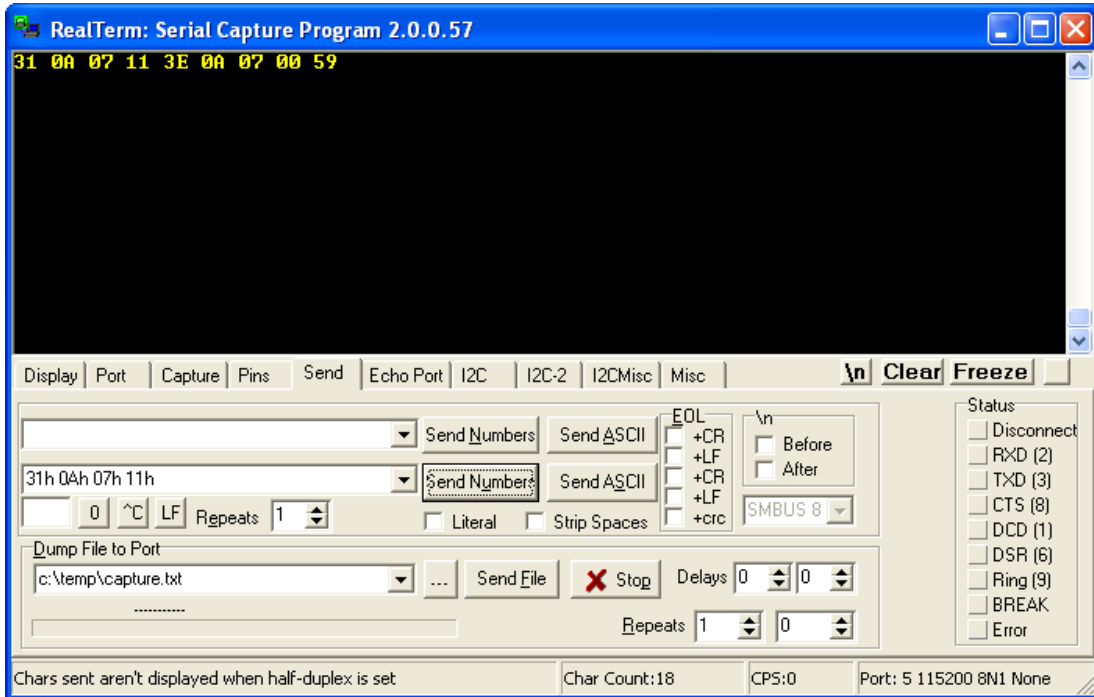 RealTerm: Serial Capture Program 2.0.0.57
31 0A 07 11 3E 0A 07 00 59
Display Port Capture Pins Send Echo Port I2C I2C-2 I2CMisc Misc \n Clear Freeze
Send Numbers Send ASCII
31h 0Ah 07h 11h Send Numbers Send ASCII
0 ^C LF Repeats 1 Literal Strip Spaces
EOL
+CR
+LF
+CR
+LF
+crc
\n
Before
After
SMBUS 8
Dump File to Port
c:\temp\capture.txt ... Send File Stop Delays 0 0
-----------
Repeats 1 0
Status
Disconnect
RXD (2)
TXD (3)
CTS (8)
DCD (1)
DSR (6)
Ring (9)
BREAK
Error
Chars sent aren't displayed when half-duplex is set Char Count:18 CPS:0 Port: 5 115200 8N1 None